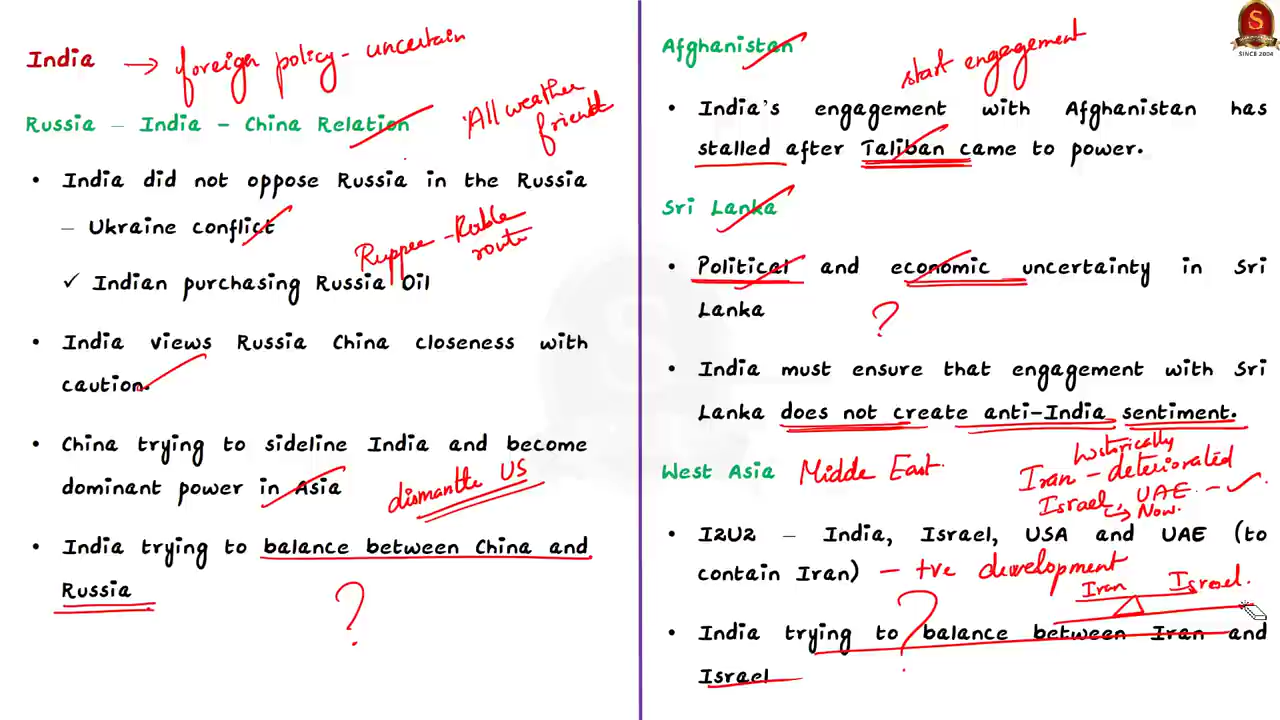 India → foreign policy - uncertain
Russia – India – China Relation
All weather
friend
• India did not oppose Russia in the Russia
– Ukraine conflict
Ruppee - Ruble
route
✓ Indian purchasing Russia Oil
• India views Russia China closeness with
caution.
• China trying to sideline India and become
dominant power in Asia
dismantle US
• India trying to balance between China and
Russia
?
SINCE 2004
Afghanistan
start engagement
• India's engagement with Afghanistan has
stalled after Taliban came to power.
Sri Lanka
• Political and economic uncertainty in Sri
Lanka
?
• India must ensure that engagement with Sri
Lanka does not create anti-India sentiment.
West Asia Midde East.
historically
Iran - deteriorated
Israel, UAE - ✓
↳ Now.
• I2U2 – India, Israel, USA and UAE (to
contain Iran) - +ve development
Iran Israel.
?
• India trying to balance between Iran and
Israel